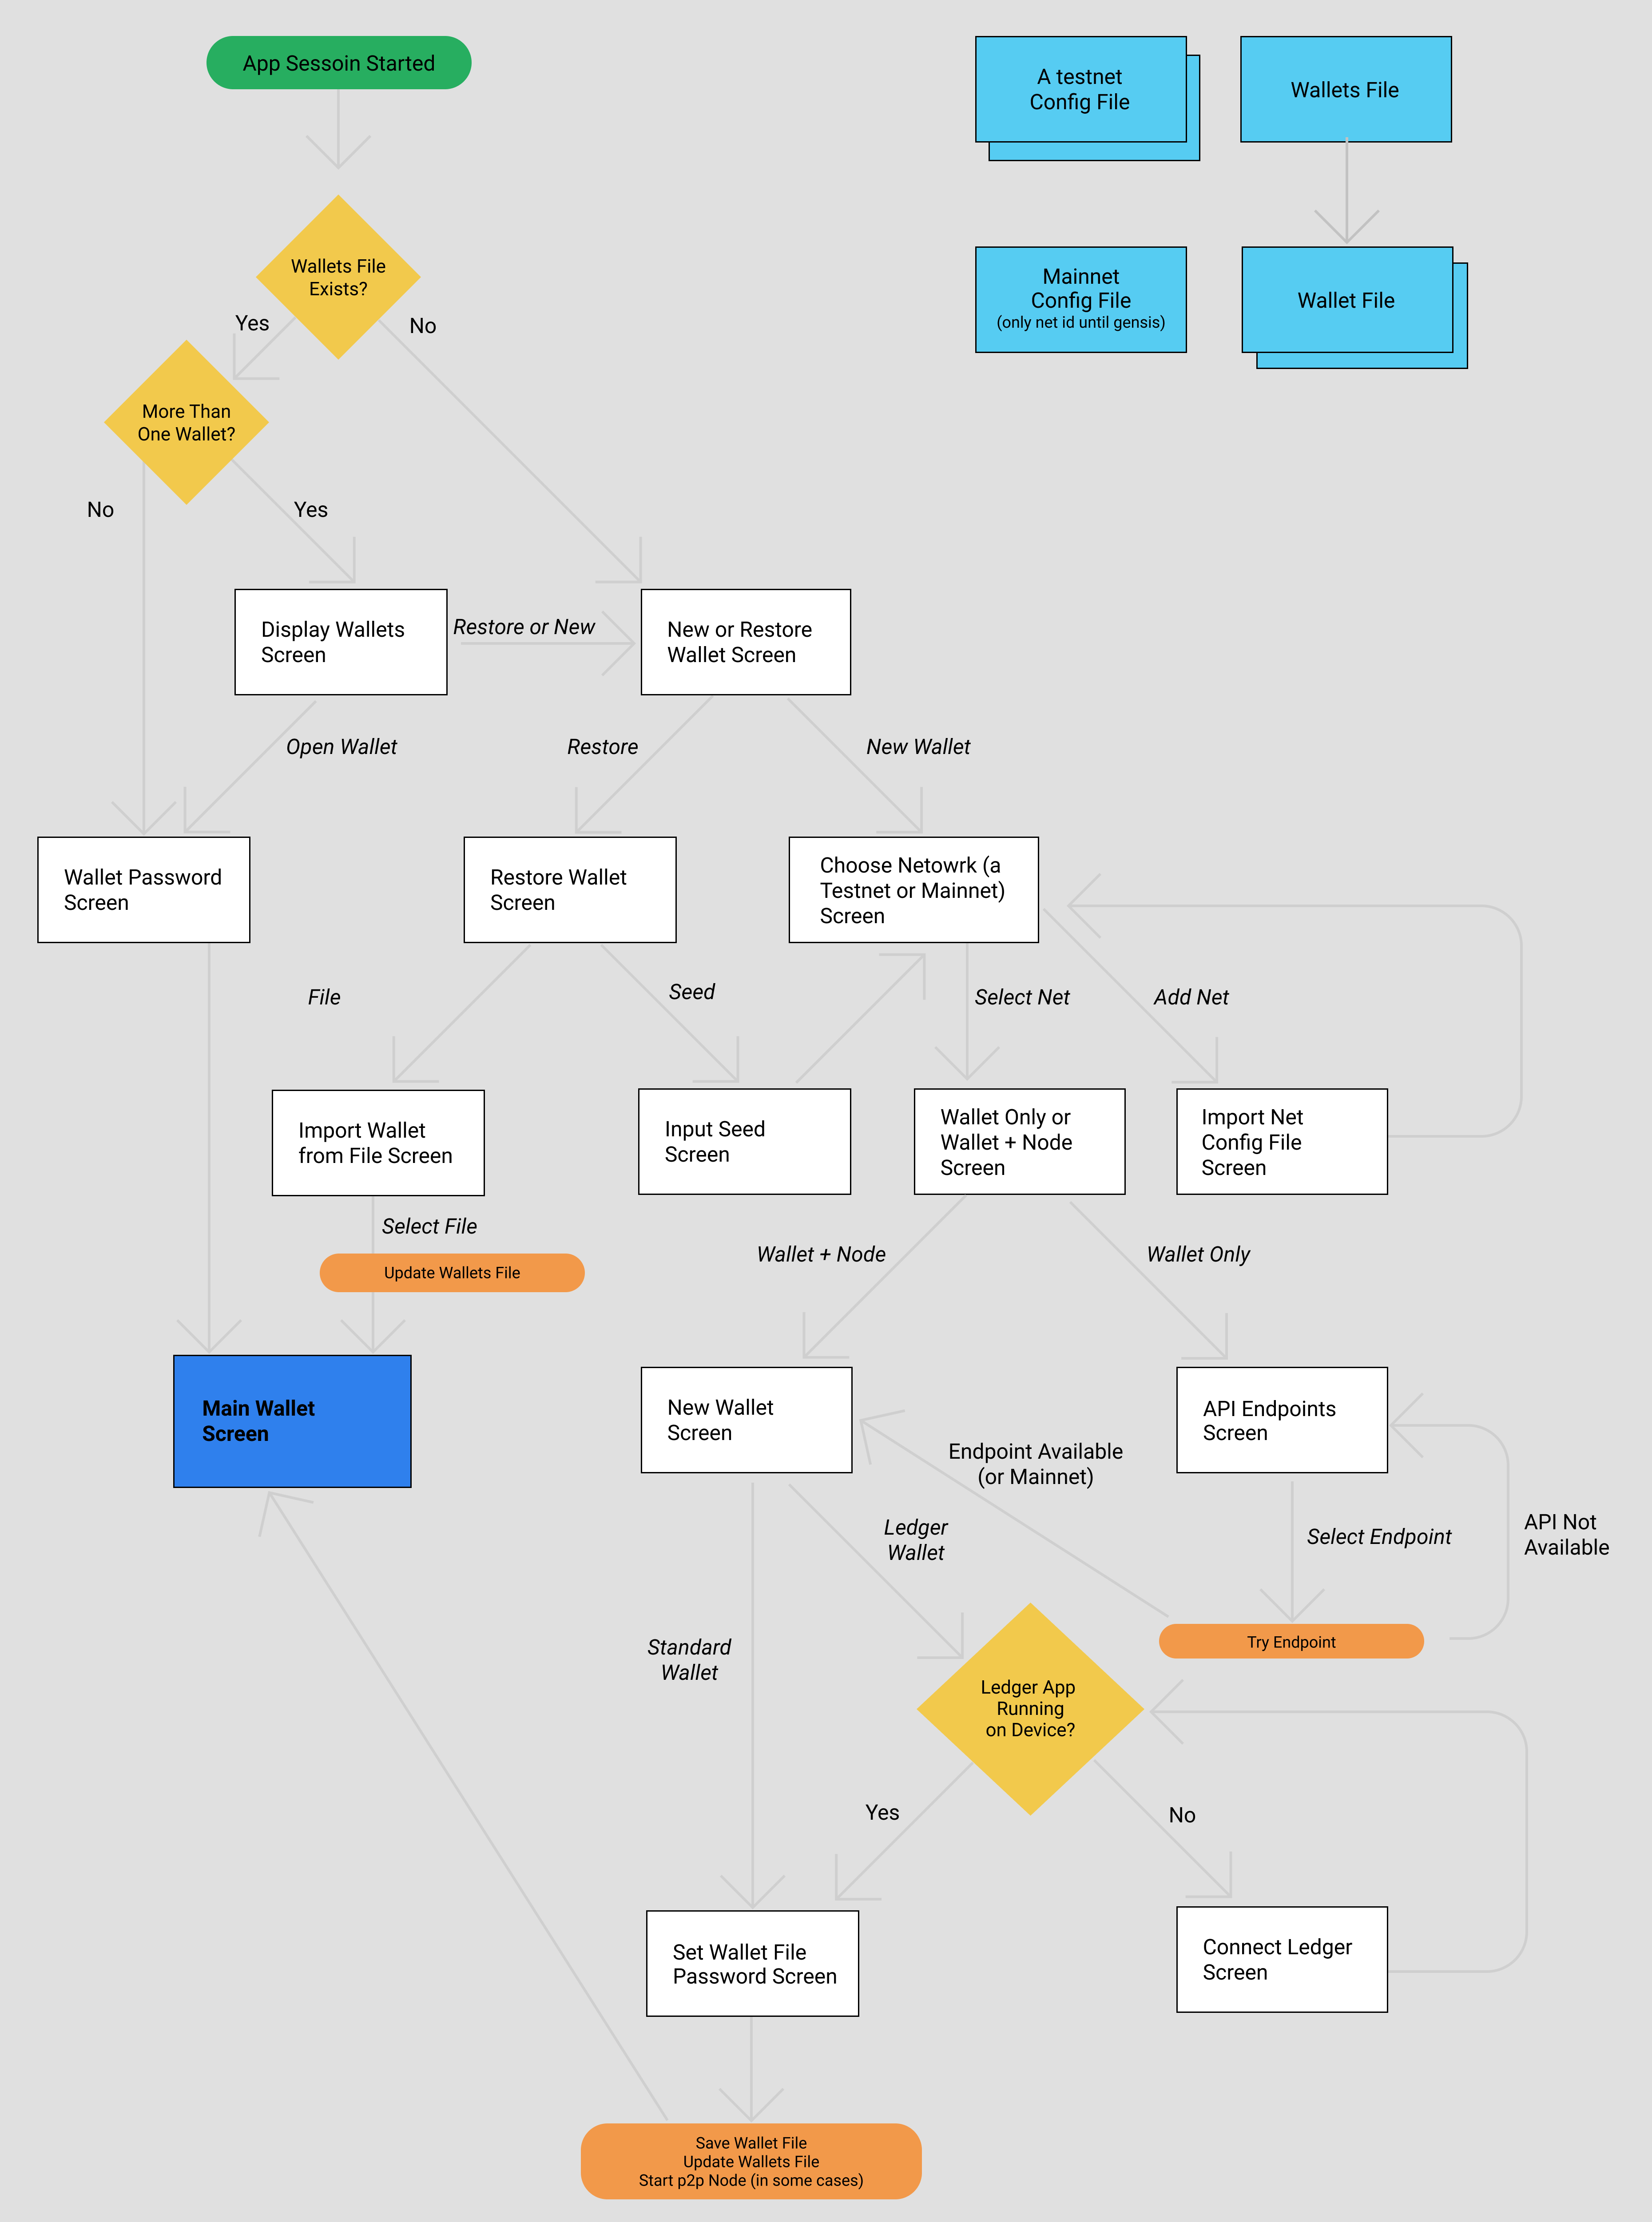 App Sessoin Started
A testnet
Config File
Wallets File
Wallets File
Exists?
Mainnet
Config File
(only net id until gensis)
Wallet File
Yes
No
More Than
One Wallet?
No
Yes
Display Wallets
Screen
Restore or New
New or Restore
Wallet Screen
Open Wallet
Restore
New Wallet
Wallet Password
Screen
Restore Wallet
Screen
Choose Netowrk (a
Testnet or Mainnet)
Screen
File
Seed
Select Net
Add Net
Import Wallet
from File Screen
Input Seed
Screen
Wallet Only or
Wallet + Node
Screen
Import Net
Config File
Screen
Select File
Update Wallets File
Wallet + Node
Wallet Only
Main Wallet
Screen
New Wallet
Screen
API Endpoints
Screen
Endpoint Available
(or Mainnet)
Ledger
Wallet
Select Endpoint
API Not
Available
Standard
Wallet
Try Endpoint
Ledger App
Running
on Device?
Yes
No
Set Wallet File
Password Screen
Connect Ledger
Screen
Save Wallet File
Update Wallets File
Start p2p Node (in some cases)